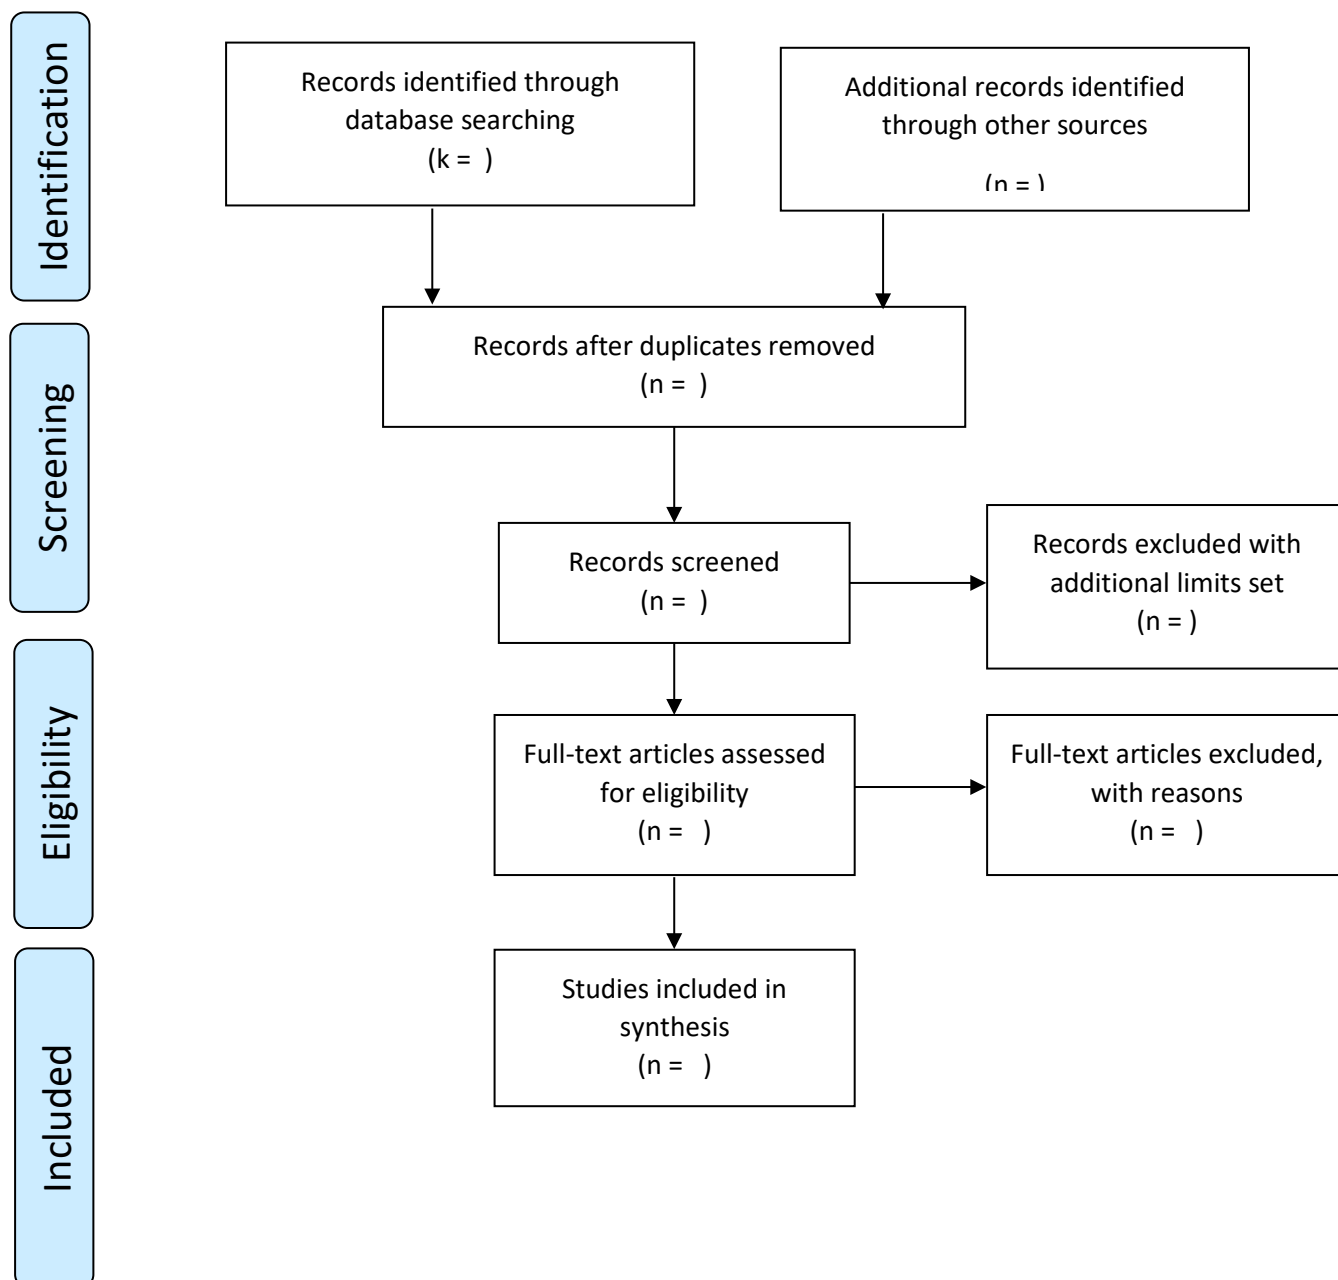 Identification
Records identified through
database searching
(k =  )
Additional records identified
through other sources
(n = )
Screening
Records after duplicates removed
(n =  )
Records screened
(n =  )
Records excluded with
additional limits set
(n = )
Eligibility
Full-text articles assessed
for eligibility
(n =   )
Full-text articles excluded,
with reasons
(n =   )
Included
Studies included in
synthesis
(n =   )